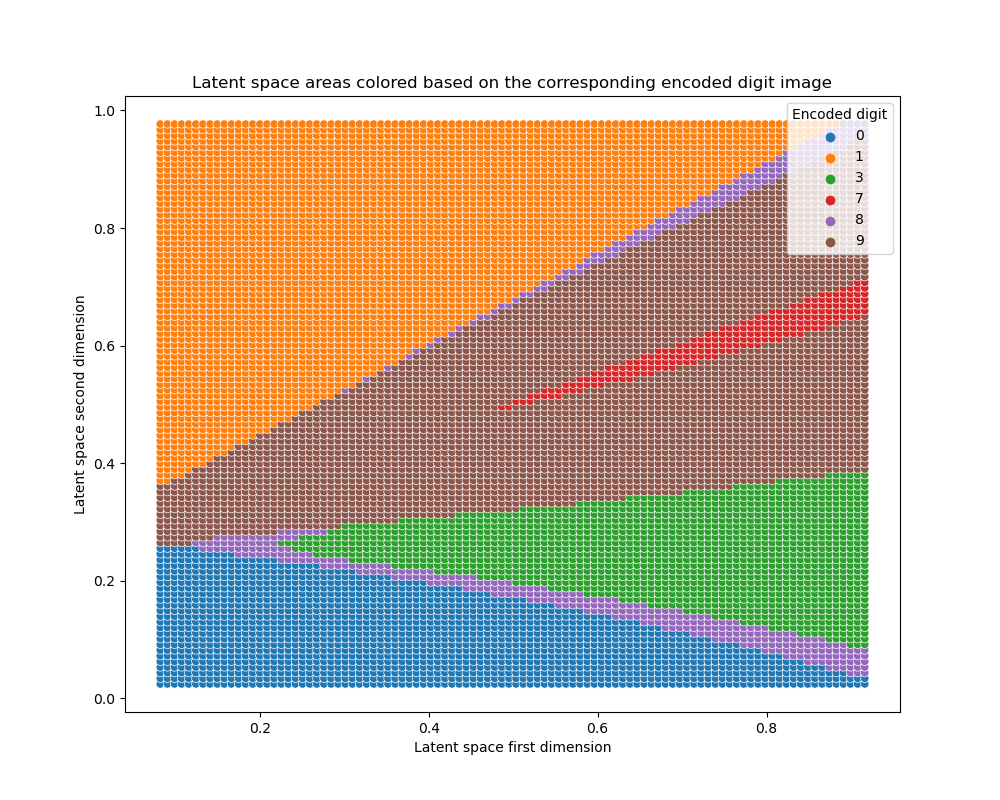 Latent space areas colored based on the corresponding encoded digit image
Encoded digit
0
1
3
7
8
9
Latent space second dimension
1.0
0.8
0.6
0.4
0.2
0.0
0.2 0.4 0.6 0.8
Latent space first dimension